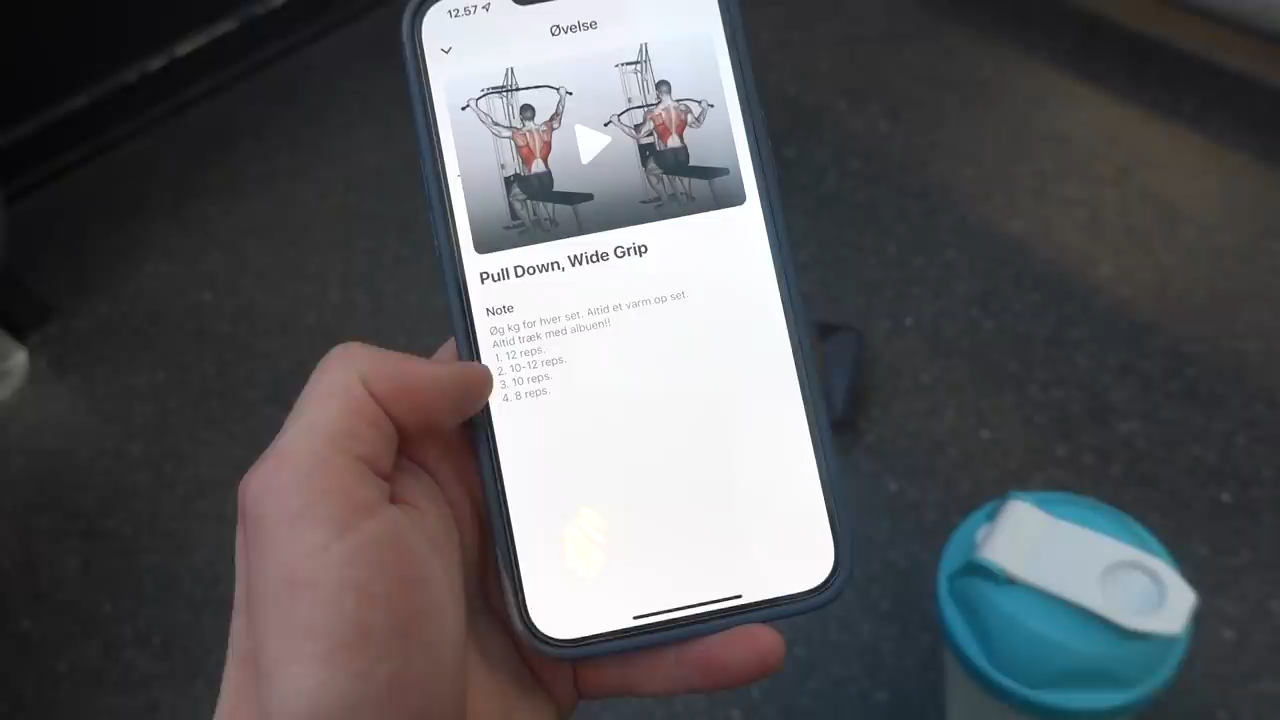 12.57
Øvelse
Pull Down, Wide Grip
Note
Øg kg for hver set. Altid et varm op set.
Altid træk med albuen!!
1. 12 reps.
2. 10-12 reps.
3. 10 reps.
4. 8 reps.